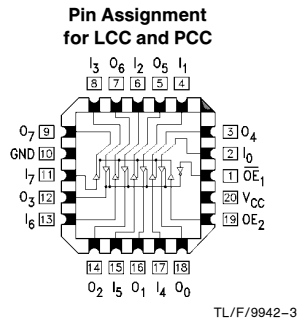 Pin Assignment
for LCC and PCC
I3 O6 I2 O5 I1
8 7 6 5 4
O7 9 3 O4
GND 10 2 I0
I7 11 1 OE1
O3 12 20 VCC
I6 13 19 OE2
14 15 16 17 18
O2 I5 O1 I4 O0
TL/F/9942–3